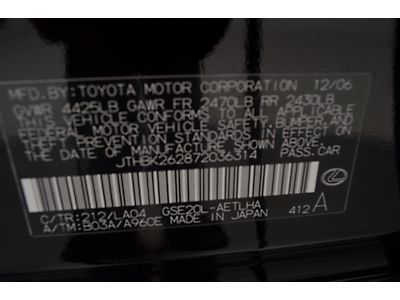 MFD.BY:TOYOTA MOTOR CORPORATION 12/06
GVWR 4425LB GAWR FR 2470LB RR 2430LB
THIS VEHICLE CONFORMS TO ALL APPLICABLE
FEDERAL MOTOR VEHICLE SAFETY, BUMPER, AND
THEFT PREVENTION STANDARDS IN EFFECT ON
THE DATE OF MANUFACTURE SHOWN ABOVE.
JTHBK262872036314 PASS.CAR
C/TR:212/LA04 GSE20L-AETLHA
A/TM:B03A/A960E MADE IN JAPAN 412A